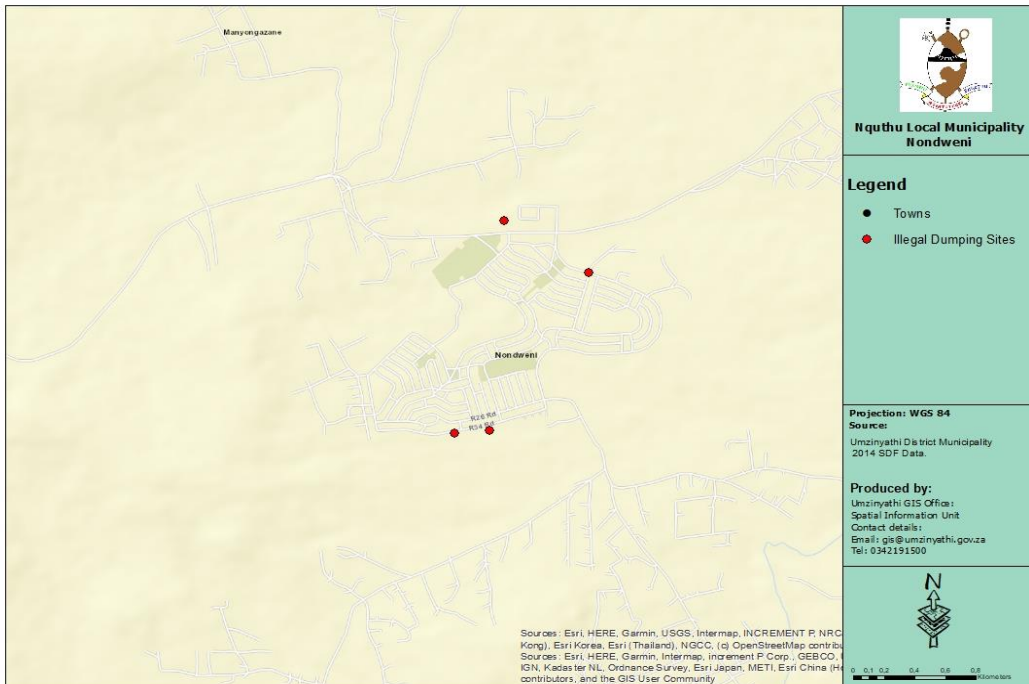 Manyongazane
Nondweni
R26 Rd
R34 Rd
Sources: Esri, HERE, Garmin, USGS, Intermap, INCREMENT P, NRC
Kong), Esri Korea, Esri (Thailand), NGCC, (c) OpenStreetMap contribu
Sources: Esri, HERE, Garmin, Intermap, increment P Corp., GEBCO,
IGN, Kadaster NL, Ordnance Survey, Esri Japan, METI, Esri China (H
contributors, and the GIS User Community
Nquthu Local Municipality
Nondweni
Legend
Towns
Illegal Dumping Sites
Projection: WGS 84
Source:
Umzinyathi District Municipality
2014 SDF Data.
Produced by:
Umzinyathi GIS Office:
Spatial Information Unit
Contact details:
Email: gis@umzinyathi.gov.za
Tel: 0342191500
N
0 0,1 0,2 0,4 0,6 0,8
Kilometers